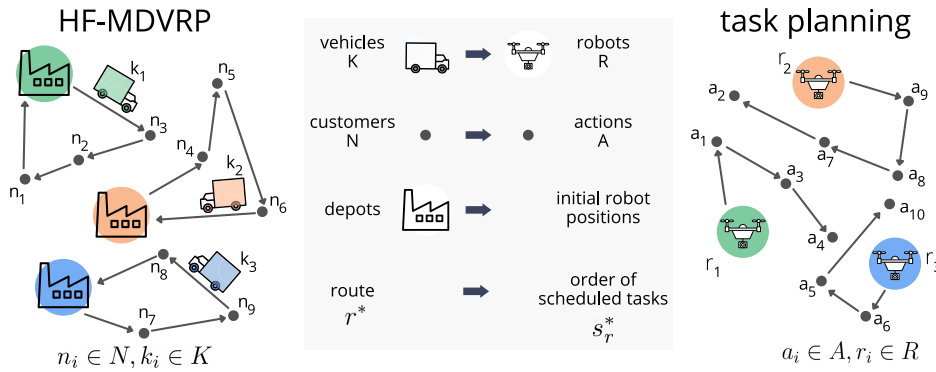 HF-MDVRP
k₁
n₅
n₃
n₂
n₄
n₁
k₂
n₆
n₈
k₃
n₉
n₇
nᵢ ∈ N, kᵢ ∈ K
vehicles
K
robots
R
customers
N
actions
A
depots
initial robot
positions
route
r*
order of
scheduled tasks
sᵣ*
task planning
r₂
a₂
a₉
a₁
a₇
a₃
a₈
a₁₀
a₄
r₁
r₃
a₅
a₆
aᵢ ∈ A, rᵢ ∈ R